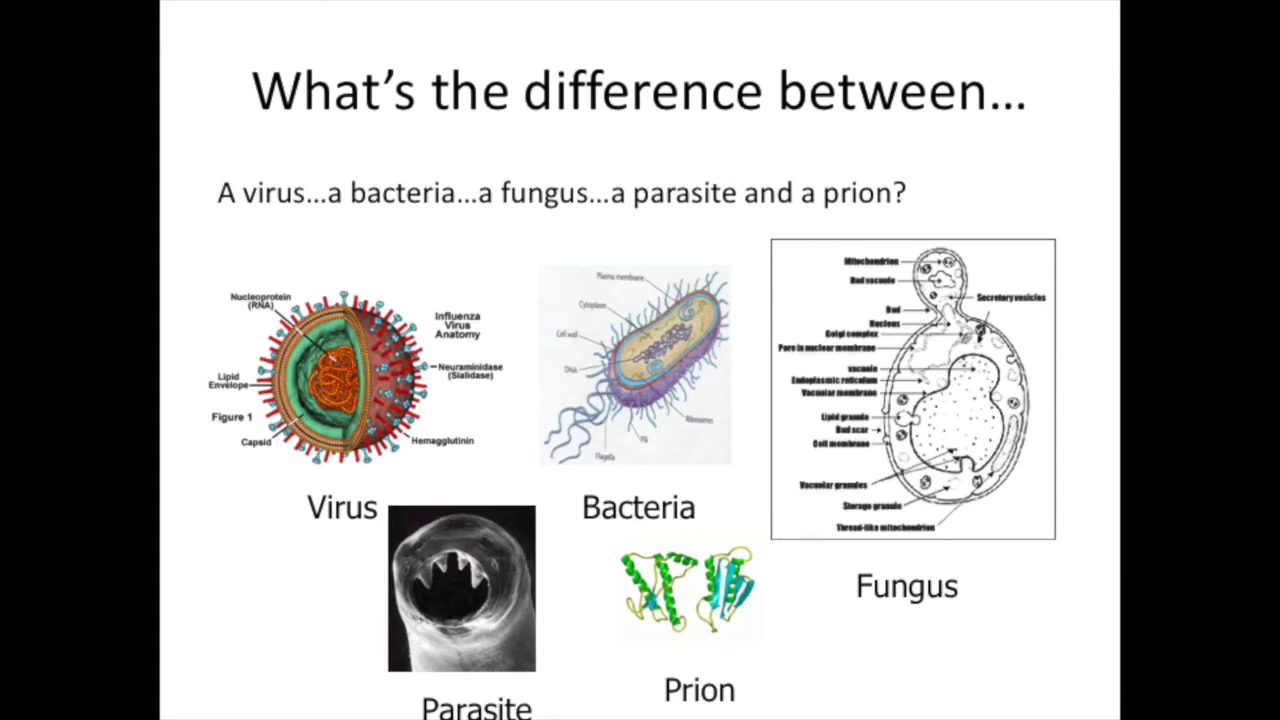 What's the difference between...
A virus...a bacteria...a fungus...a parasite and a prion?
Nucleoprotein
(RNA)
Influenza
Virus
Anatomy
Neuraminidase
(Sialidase)
Lipid
Envelope
Figure 1
Capsid
Hemagglutinin
Virus
Plasma membrane
Cytoplasm
Cell wall
DNA
Ribosomes
Pili
Flagella
Bacteria
Mitochondrion
Bud vacuole
Secretory vesicles
Bud
Nucleus
Golgi complex
Pore in nuclear membrane
vacuole
Endoplasmic reticulum
Vacuolar membrane
Lipid granule
Bud scar
Cell membrane
Vacuolar granules
Storage granule
Thread-like mitochondrion
Fungus
Parasite
Prion